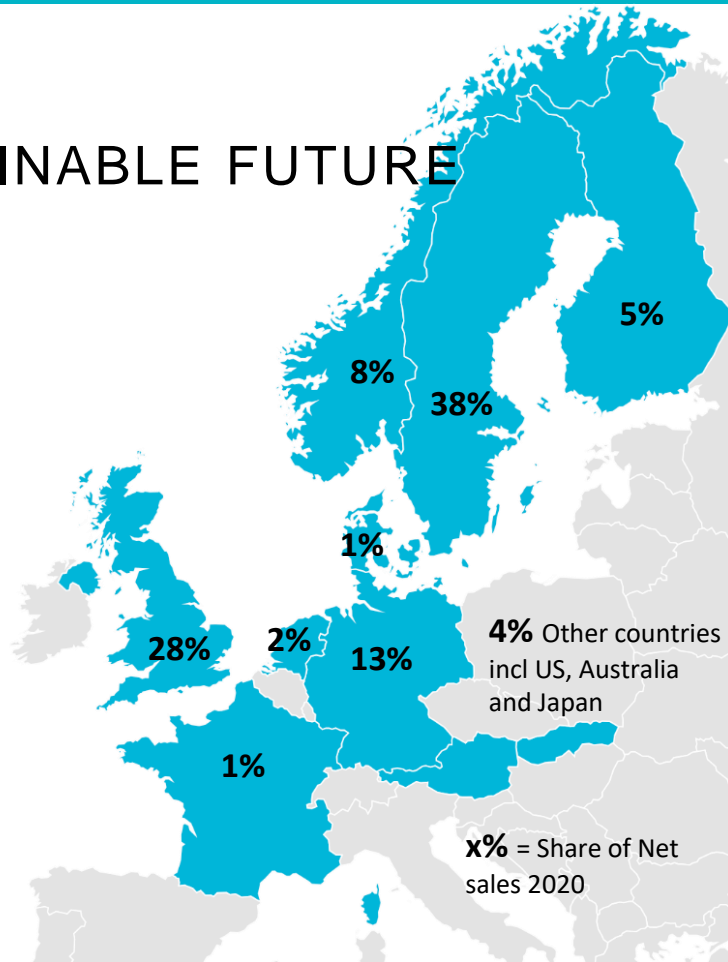 INABLE FUTURE
5%
8%
38%
1%
28%
2%
13%
4% Other countries
incl US, Australia
and Japan
1%
x% = Share of Net
sales 2020